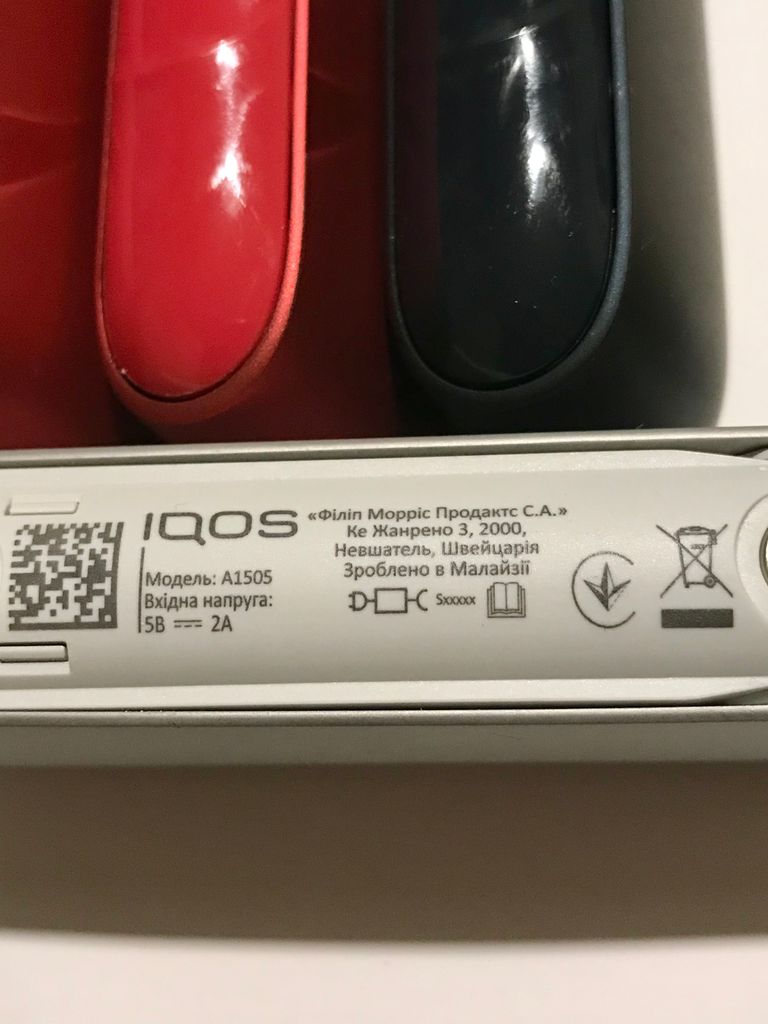 IQOS
Модель: A1505
Вхідна напруга:
5В 2А
«Філіп Морріс Продактс С.А.»
Ке Жанрено 3, 2000,
Невшатель, Швейцарія
Зроблено в Малайзії
Sxxxxx